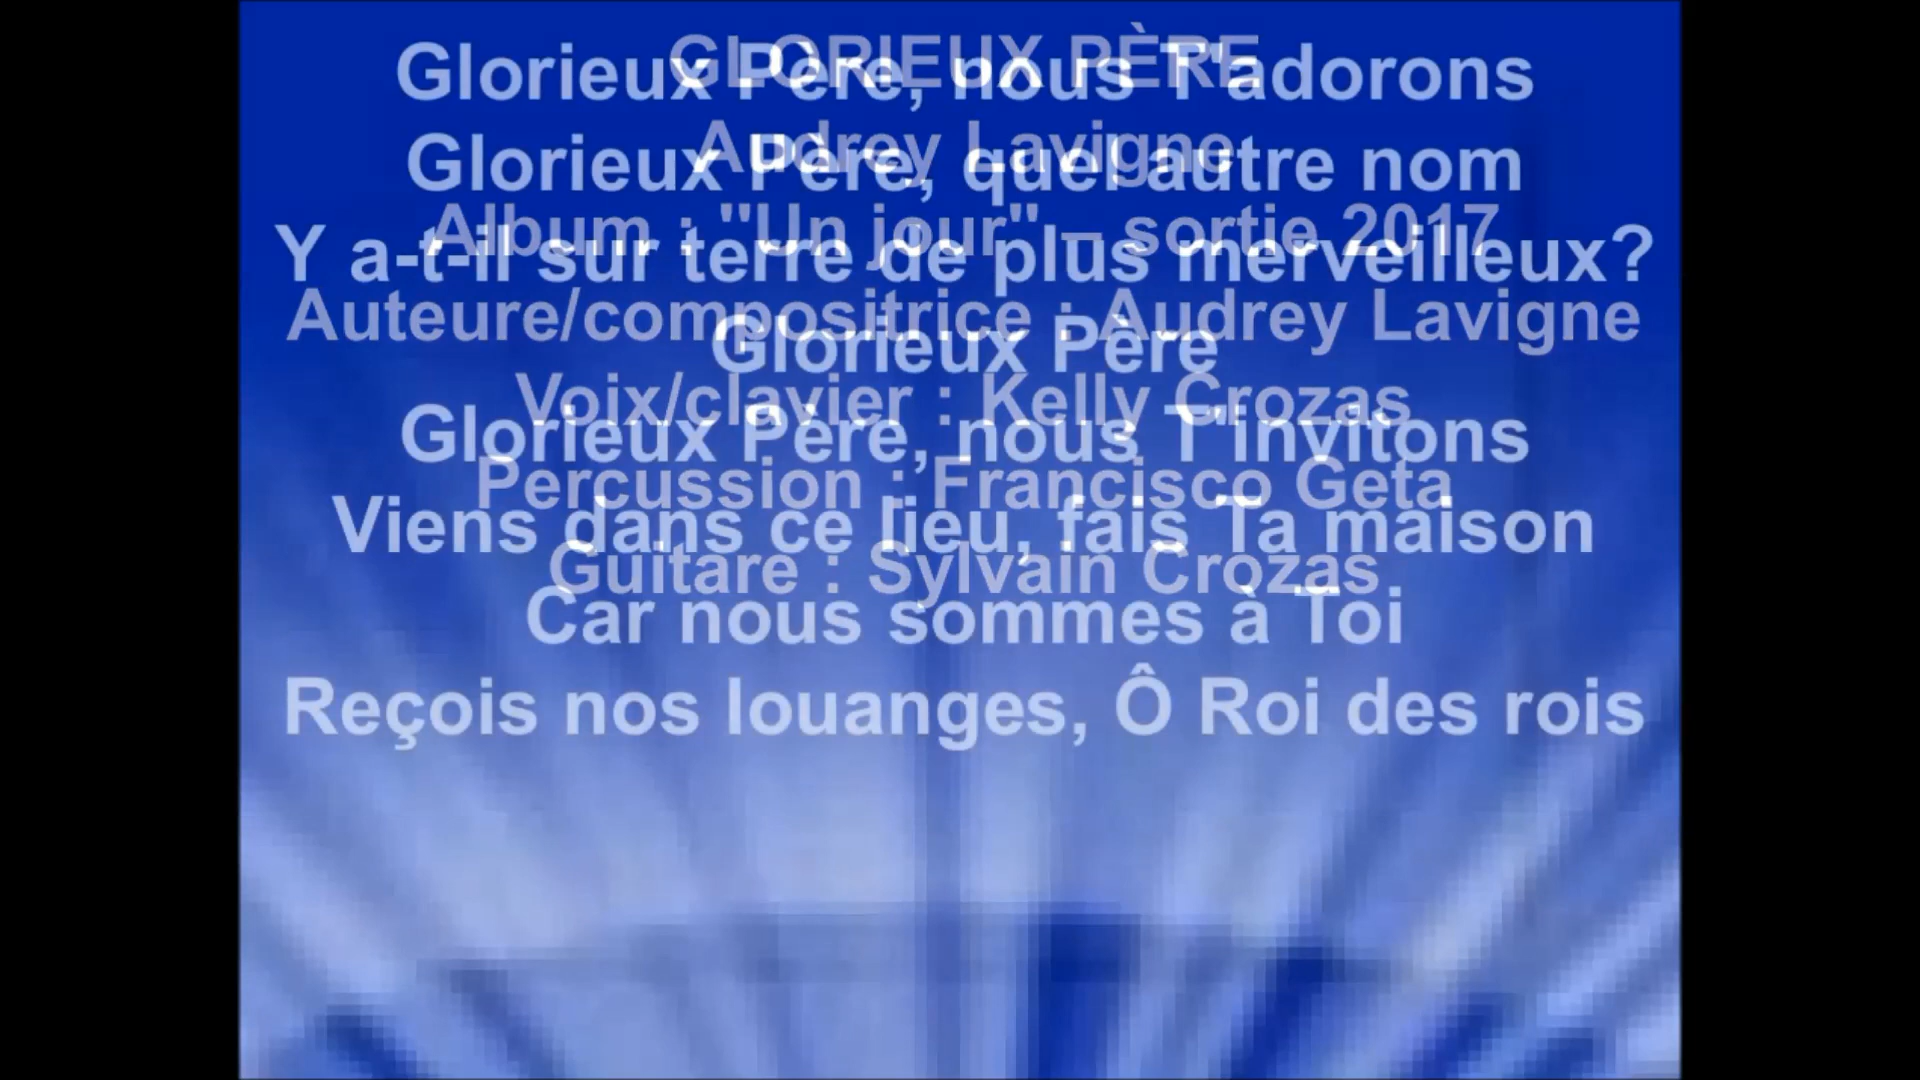 GLORIEUX PÈRE
Audrey Lavigne
Album : "Un jour" – sortie 2017
Auteure/compositrice : Audrey Lavigne
Voix/clavier : Kelly Crozas
Percussion : Francisco Geta
Guitare : Sylvain Crozas
Glorieux Père, nous T'adorons
Glorieux Père, quel autre nom
Y a-t-il sur terre de plus merveilleux?
Glorieux Père
Glorieux Père, nous T'invitons
Viens dans ce lieu, fais Ta maison
Car nous sommes à Toi
Reçois nos louanges, Ô Roi des rois